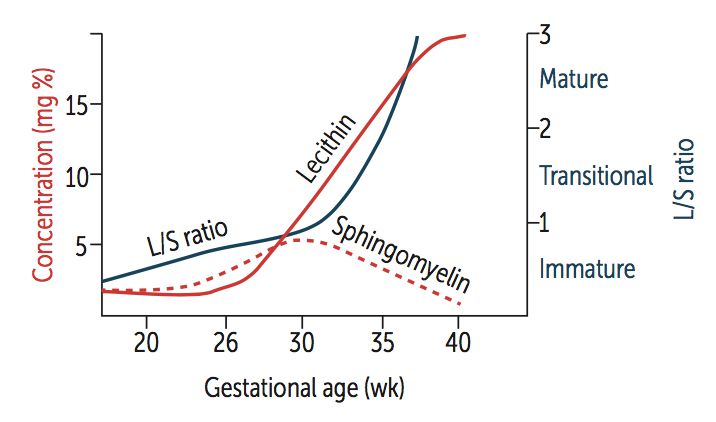 Concentration (mg %)
15
10
5
L/S ratio
Lecithin
Sphingomyelin
3
Mature
2
Transitional
1
Immature
L/S ratio
20 26 30 35 40
Gestational age (wk)